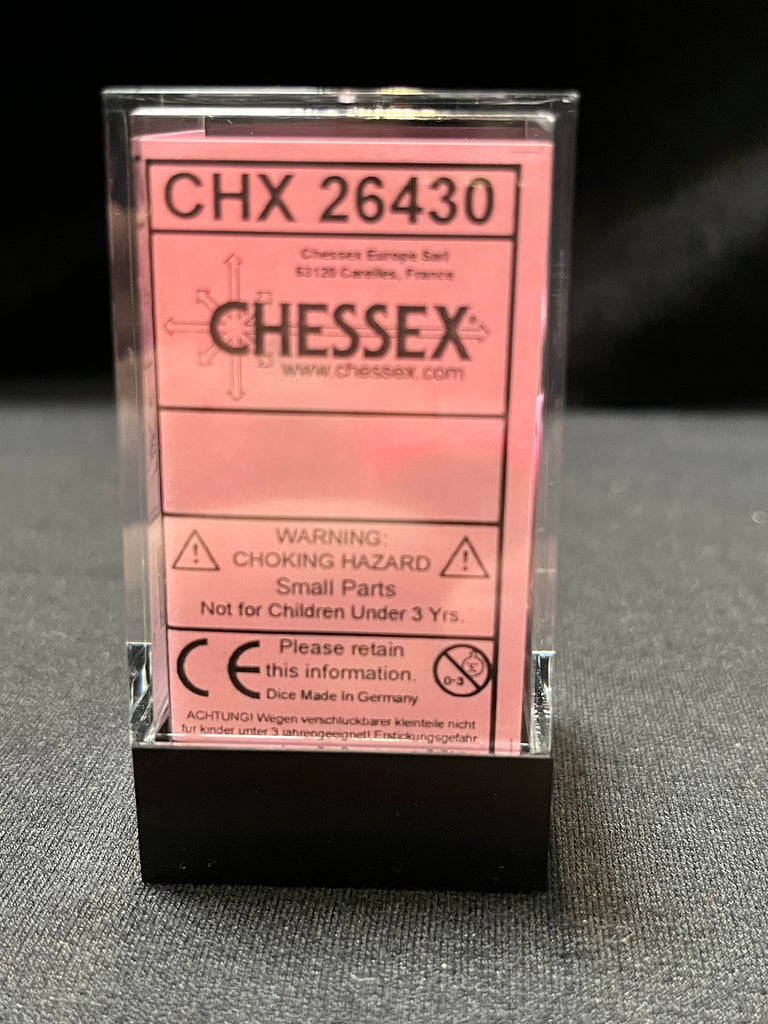 CHX 26430
Chessex Europe Sarl
53120 Carelles, France
CHESSEX®
www.chessex.com
WARNING:
CHOKING HAZARD
Small Parts
Not for Children Under 3 Yrs.
CE
Please retain
this information.
0-3
Dice Made In Germany
ACHTUNG! Wegen verschluckbarer kleinteile nicht
fur kinder unter 3 jahrengeeignet! Erstickungsgefahr.